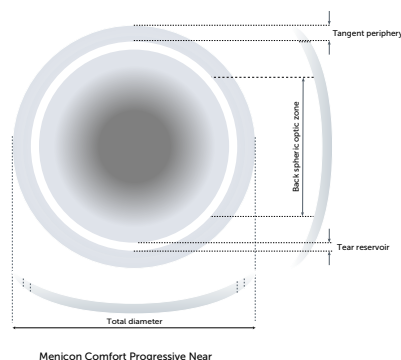 Tangent periphery
Back spheric optic zone
Tear reservoir
Total diameter
Menicon Comfort Progressive Near